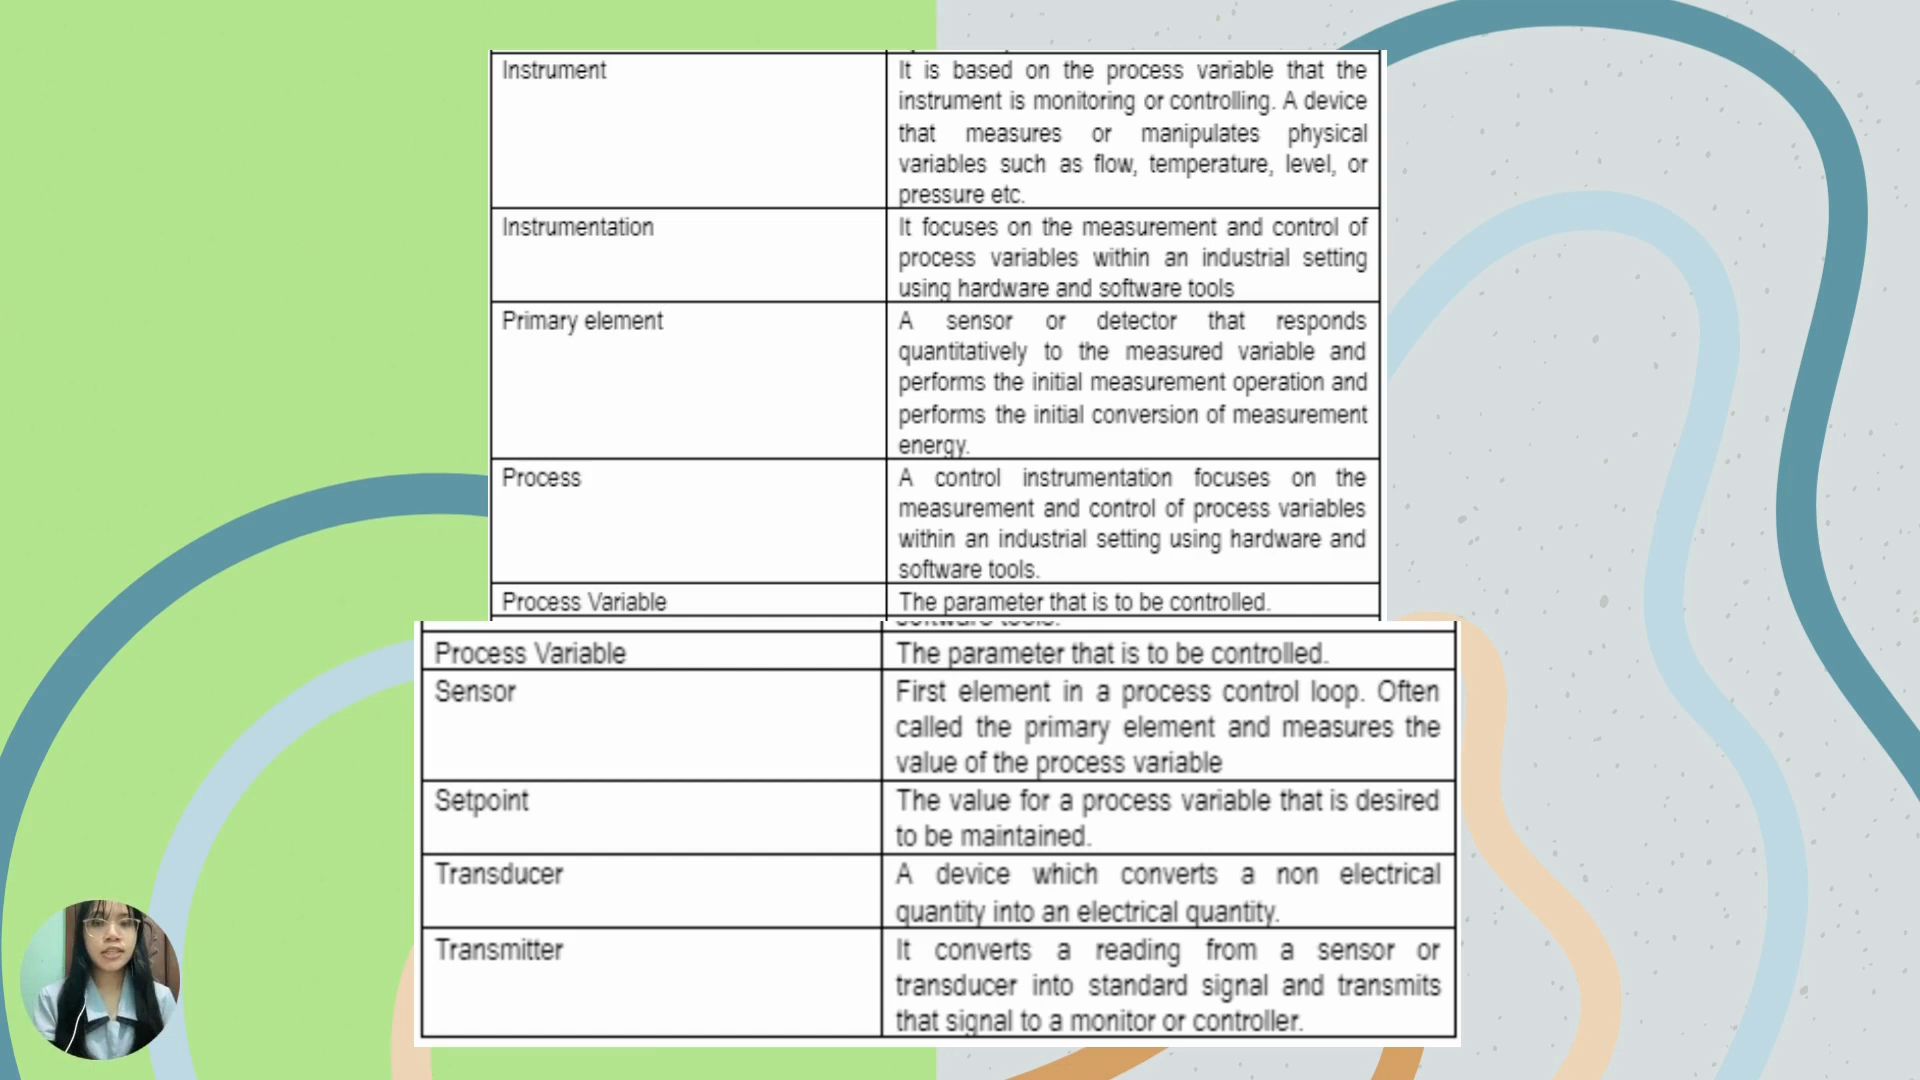 Instrument
It is based on the process variable that the
instrument is monitoring or controlling. A device
that measures or manipulates physical
variables such as flow, temperature, level, or
pressure etc.
Instrumentation
It focuses on the measurement and control of
process variables within an industrial setting
using hardware and software tools
Primary element
A sensor or detector that responds
quantitatively to the measured variable and
performs the initial measurement operation and
performs the initial conversion of measurement
energy.
Process
A control instrumentation focuses on the
measurement and control of process variables
within an industrial setting using hardware and
software tools.
Process Variable
The parameter that is to be controlled.
software tools.
Process Variable
The parameter that is to be controlled.
Sensor
First element in a process control loop. Often
called the primary element and measures the
value of the process variable
Setpoint
The value for a process variable that is desired
to be maintained.
Transducer
A device which converts a non electrical
quantity into an electrical quantity.
Transmitter
It converts a reading from a sensor or
transducer into standard signal and transmits
that signal to a monitor or controller.